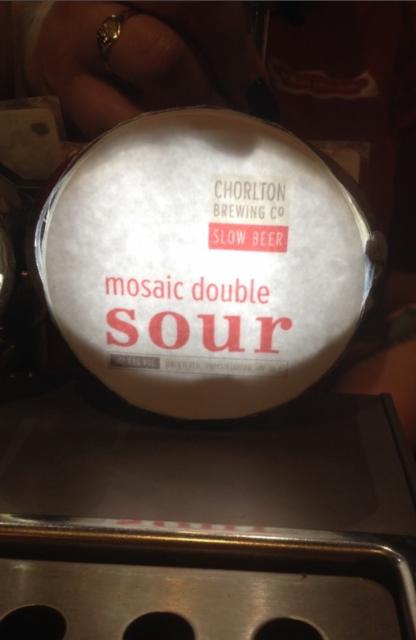 CHORLTON
BREWING Cº
SLOW BEER
mosaic double
sour